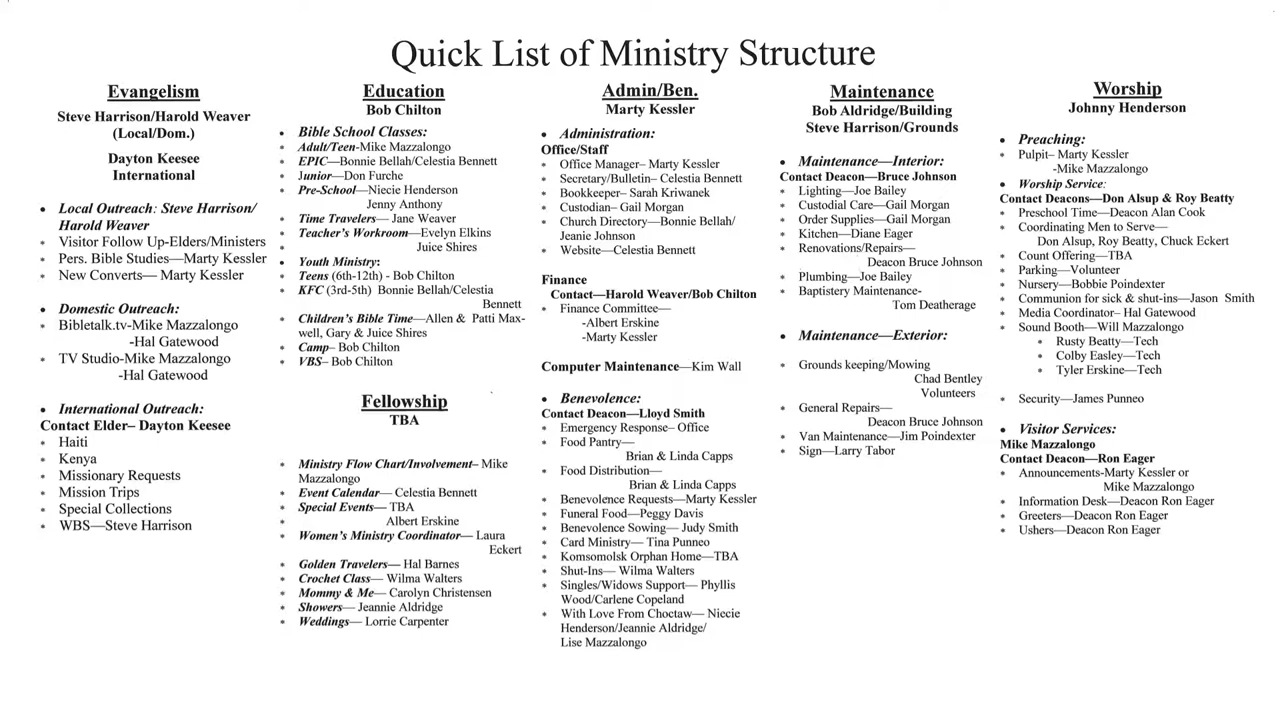 Quick List of Ministry Structure
Evangelism
Steve Harrison/Harold Weaver
(Local/Dom.)
Dayton Keesee
International
• Local Outreach: Steve Harrison/
Harold Weaver
* Visitor Follow Up-Elders/Ministers
* Pers. Bible Studies—Marty Kessler
* New Converts— Marty Kessler
• Domestic Outreach:
* Bibletalk.tv-Mike Mazzalongo
-Hal Gatewood
* TV Studio-Mike Mazzalongo
-Hal Gatewood
• International Outreach:
Contact Elder– Dayton Keesee
* Haiti
* Kenya
* Missionary Requests
* Mission Trips
* Special Collections
* WBS—Steve Harrison
Education
Bob Chilton
• Bible School Classes:
* Adult/Teen-Mike Mazzalongo
* EPIC—Bonnie Bellah/Celestia Bennett
* Junior—Don Furche
* Pre-School—Niecie Henderson
Jenny Anthony
* Time Travelers— Jane Weaver
* Teacher's Workroom—Evelyn Elkins
* Juice Shires
• Youth Ministry:
* Teens (6th-12th) - Bob Chilton
* KFC (3rd-5th) Bonnie Bellah/Celestia
Bennett
* Children's Bible Time—Allen & Patti Max-
well, Gary & Juice Shires
* Camp– Bob Chilton
* VBS– Bob Chilton
Fellowship
TBA
* Ministry Flow Chart/Involvement– Mike
Mazzalongo
* Event Calendar— Celestia Bennett
* Special Events— TBA
* Albert Erskine
* Women's Ministry Coordinator— Laura
Eckert
* Golden Travelers— Hal Barnes
* Crochet Class— Wilma Walters
* Mommy & Me— Carolyn Christensen
* Showers— Jeannie Aldridge
* Weddings— Lorrie Carpenter
Admin/Ben.
Marty Kessler
• Administration:
Office/Staff
* Office Manager– Marty Kessler
* Secretary/Bulletin– Celestia Bennett
* Bookkeeper– Sarah Kriwanek
* Custodian– Gail Morgan
* Church Directory—Bonnie Bellah/
Jeanie Johnson
* Website—Celestia Bennett
Finance
Contact—Harold Weaver/Bob Chilton
* Finance Committee—
-Albert Erskine
-Marty Kessler
Computer Maintenance—Kim Wall
• Benevolence:
Contact Deacon—Lloyd Smith
* Emergency Response– Office
* Food Pantry—
Brian & Linda Capps
* Food Distribution—
Brian & Linda Capps
* Benevolence Requests—Marty Kessler
* Funeral Food—Peggy Davis
* Benevolence Sowing— Judy Smith
* Card Ministry— Tina Punneo
* Komsomolsk Orphan Home—TBA
* Shut-Ins— Wilma Walters
* Singles/Widows Support— Phyllis
Wood/Carlene Copeland
* With Love From Choctaw— Niecie
Henderson/Jeannie Aldridge/
Lise Mazzalongo
Maintenance
Bob Aldridge/Building
Steve Harrison/Grounds
• Maintenance—Interior:
Contact Deacon—Bruce Johnson
* Lighting—Joe Bailey
* Custodial Care—Gail Morgan
* Order Supplies—Gail Morgan
* Kitchen—Diane Eager
* Renovations/Repairs—
Deacon Bruce Johnson
* Plumbing—Joe Bailey
* Baptistery Maintenance-
Tom Deatherage
• Maintenance—Exterior:
* Grounds keeping/Mowing
Chad Bentley
Volunteers
* General Repairs—
Deacon Bruce Johnson
* Van Maintenance—Jim Poindexter
* Sign—Larry Tabor
Worship
Johnny Henderson
• Preaching:
* Pulpit– Marty Kessler
-Mike Mazzalongo
• Worship Service:
Contact Deacons—Don Alsup & Roy Beatty
* Preschool Time—Deacon Alan Cook
* Coordinating Men to Serve—
Don Alsup, Roy Beatty, Chuck Eckert
* Count Offering—TBA
* Parking—Volunteer
* Nursery—Bobbie Poindexter
* Communion for sick & shut-ins—Jason Smith
* Media Coordinator– Hal Gatewood
* Sound Booth—Will Mazzalongo
* Rusty Beatty—Tech
* Colby Easley—Tech
* Tyler Erskine—Tech
* Security—James Punneo
• Visitor Services:
Mike Mazzalongo
Contact Deacon—Ron Eager
* Announcements-Marty Kessler or
Mike Mazzalongo
* Information Desk—Deacon Ron Eager
* Greeters—Deacon Ron Eager
* Ushers—Deacon Ron Eager